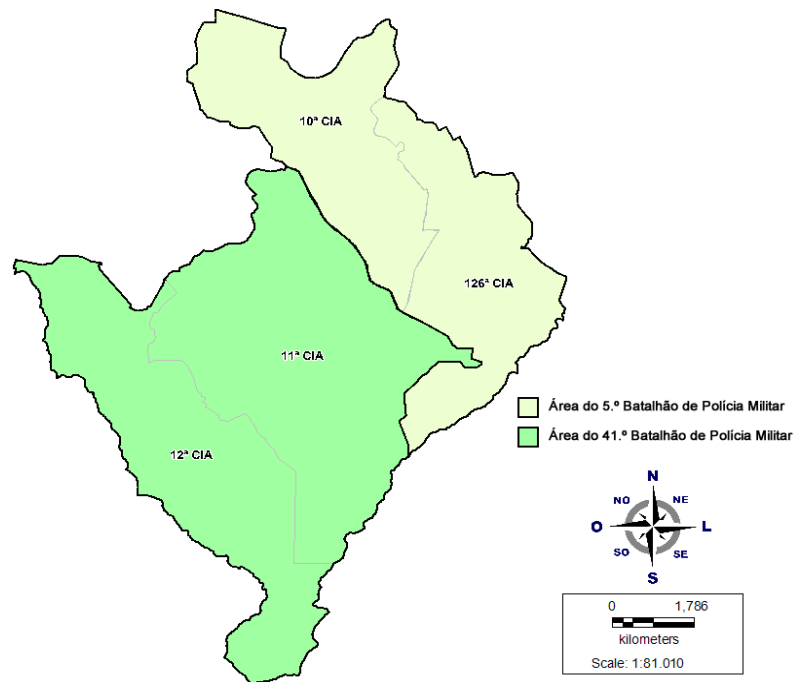 10ª CIA
126ª CIA
11ª CIA
12ª CIA
Área do 5.º Batalhão de Polícia Militar
Área do 41.º Batalhão de Polícia Militar
N
NO NE
O L
SO SE
S
0 1,786
kilometers
Scale: 1:81.010